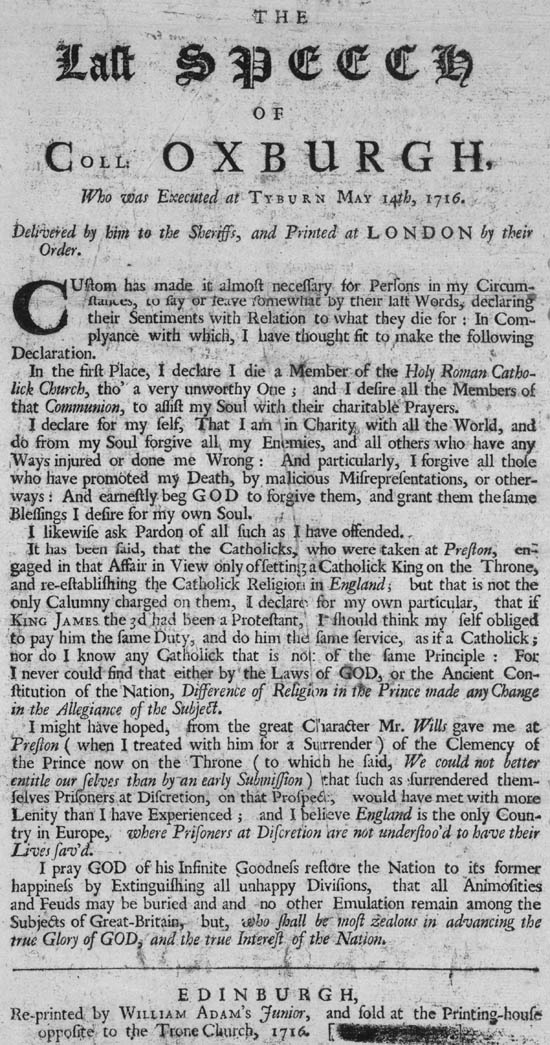 THE
Last SPEECH
OF
COLL: OXBURGH,
Who was Executed at TYBURN MAY 14th, 1716.
Delivered by him to the Sheriffs, and Printed at LONDON by their
Order.
CUstom has made it almost necessary for Persons in my Circum-
stances, to say or leave somewhat by their last Words, declaring
their Sentiments with Relation to what they die for: In Com-
plyance with which, I have thought fit to make the following
Declaration.
In the first Place, I declare I die a Member of the Holy Roman Catho-
lick Church, tho' a very unworthy One; and I desire all the Members of
that Communion, to assist my Soul with their charitable Prayers.
I declare for my self, That I am in Charity with all the World, and
do from my Soul forgive all my Enemies, and all others who have any
Ways injured or done me Wrong: And particularly, I forgive all those
who have promoted my Death, by malicious Misrepresentations, or other-
ways: And earnestly beg GOD to forgive them, and grant them the same
Blessings I desire for my own Soul.
I likewise ask Pardon of all such as I have offended.
It has been said, that the Catholicks, who were taken at Preston, en-
gaged in that Affair in View only of setting a Catholick King on the Throne,
and re-establishing the Catholick Religion in England; but that is not the
only Calumny charged on them, I declare for my own particular, that if
KING JAMES the 3d had been a Protestant, I should think my self obliged
to pay him the same Duty, and do him the same service, as if a Catholick;
nor do I know any Catholick that is not of the same Principle: For
I never could find that either by the Laws of GOD, or the Ancient Con-
stitution of the Nation, Difference of Religion in the Prince made any Change
in the Allegiance of the Subject.
I might have hoped, from the great Character Mr. Wills gave me at
Preston (when I treated with him for a Surrender) of the Clemency of
the Prince now on the Throne (to which he said, We could not better
entitle our selves than by an early Submission) that such as surrendered them-
selves Prisoners at Discretion, on that Prospect, would have met with more
Lenity than I have Experienced; and I believe England is the only Coun-
try in Europe, where Prisoners at Discretion are not understoo'd to have their
Lives sav'd.
I pray GOD of his Infinite Goodness restore the Nation to its former
happiness by Extinguishing all unhappy Divisions, that all Animosities
and Feuds may be buried and and no other Emulation remain among the
Subjects of Great-Britain, but, who shall be most zealous in advancing the
true Glory of GOD, and the true Interest of the Nation.
EDINBURGH,
Re-printed by WILLIAM ADAM's Junior, and sold at the Printing-house
opposite to the Trone Church, 1716. [